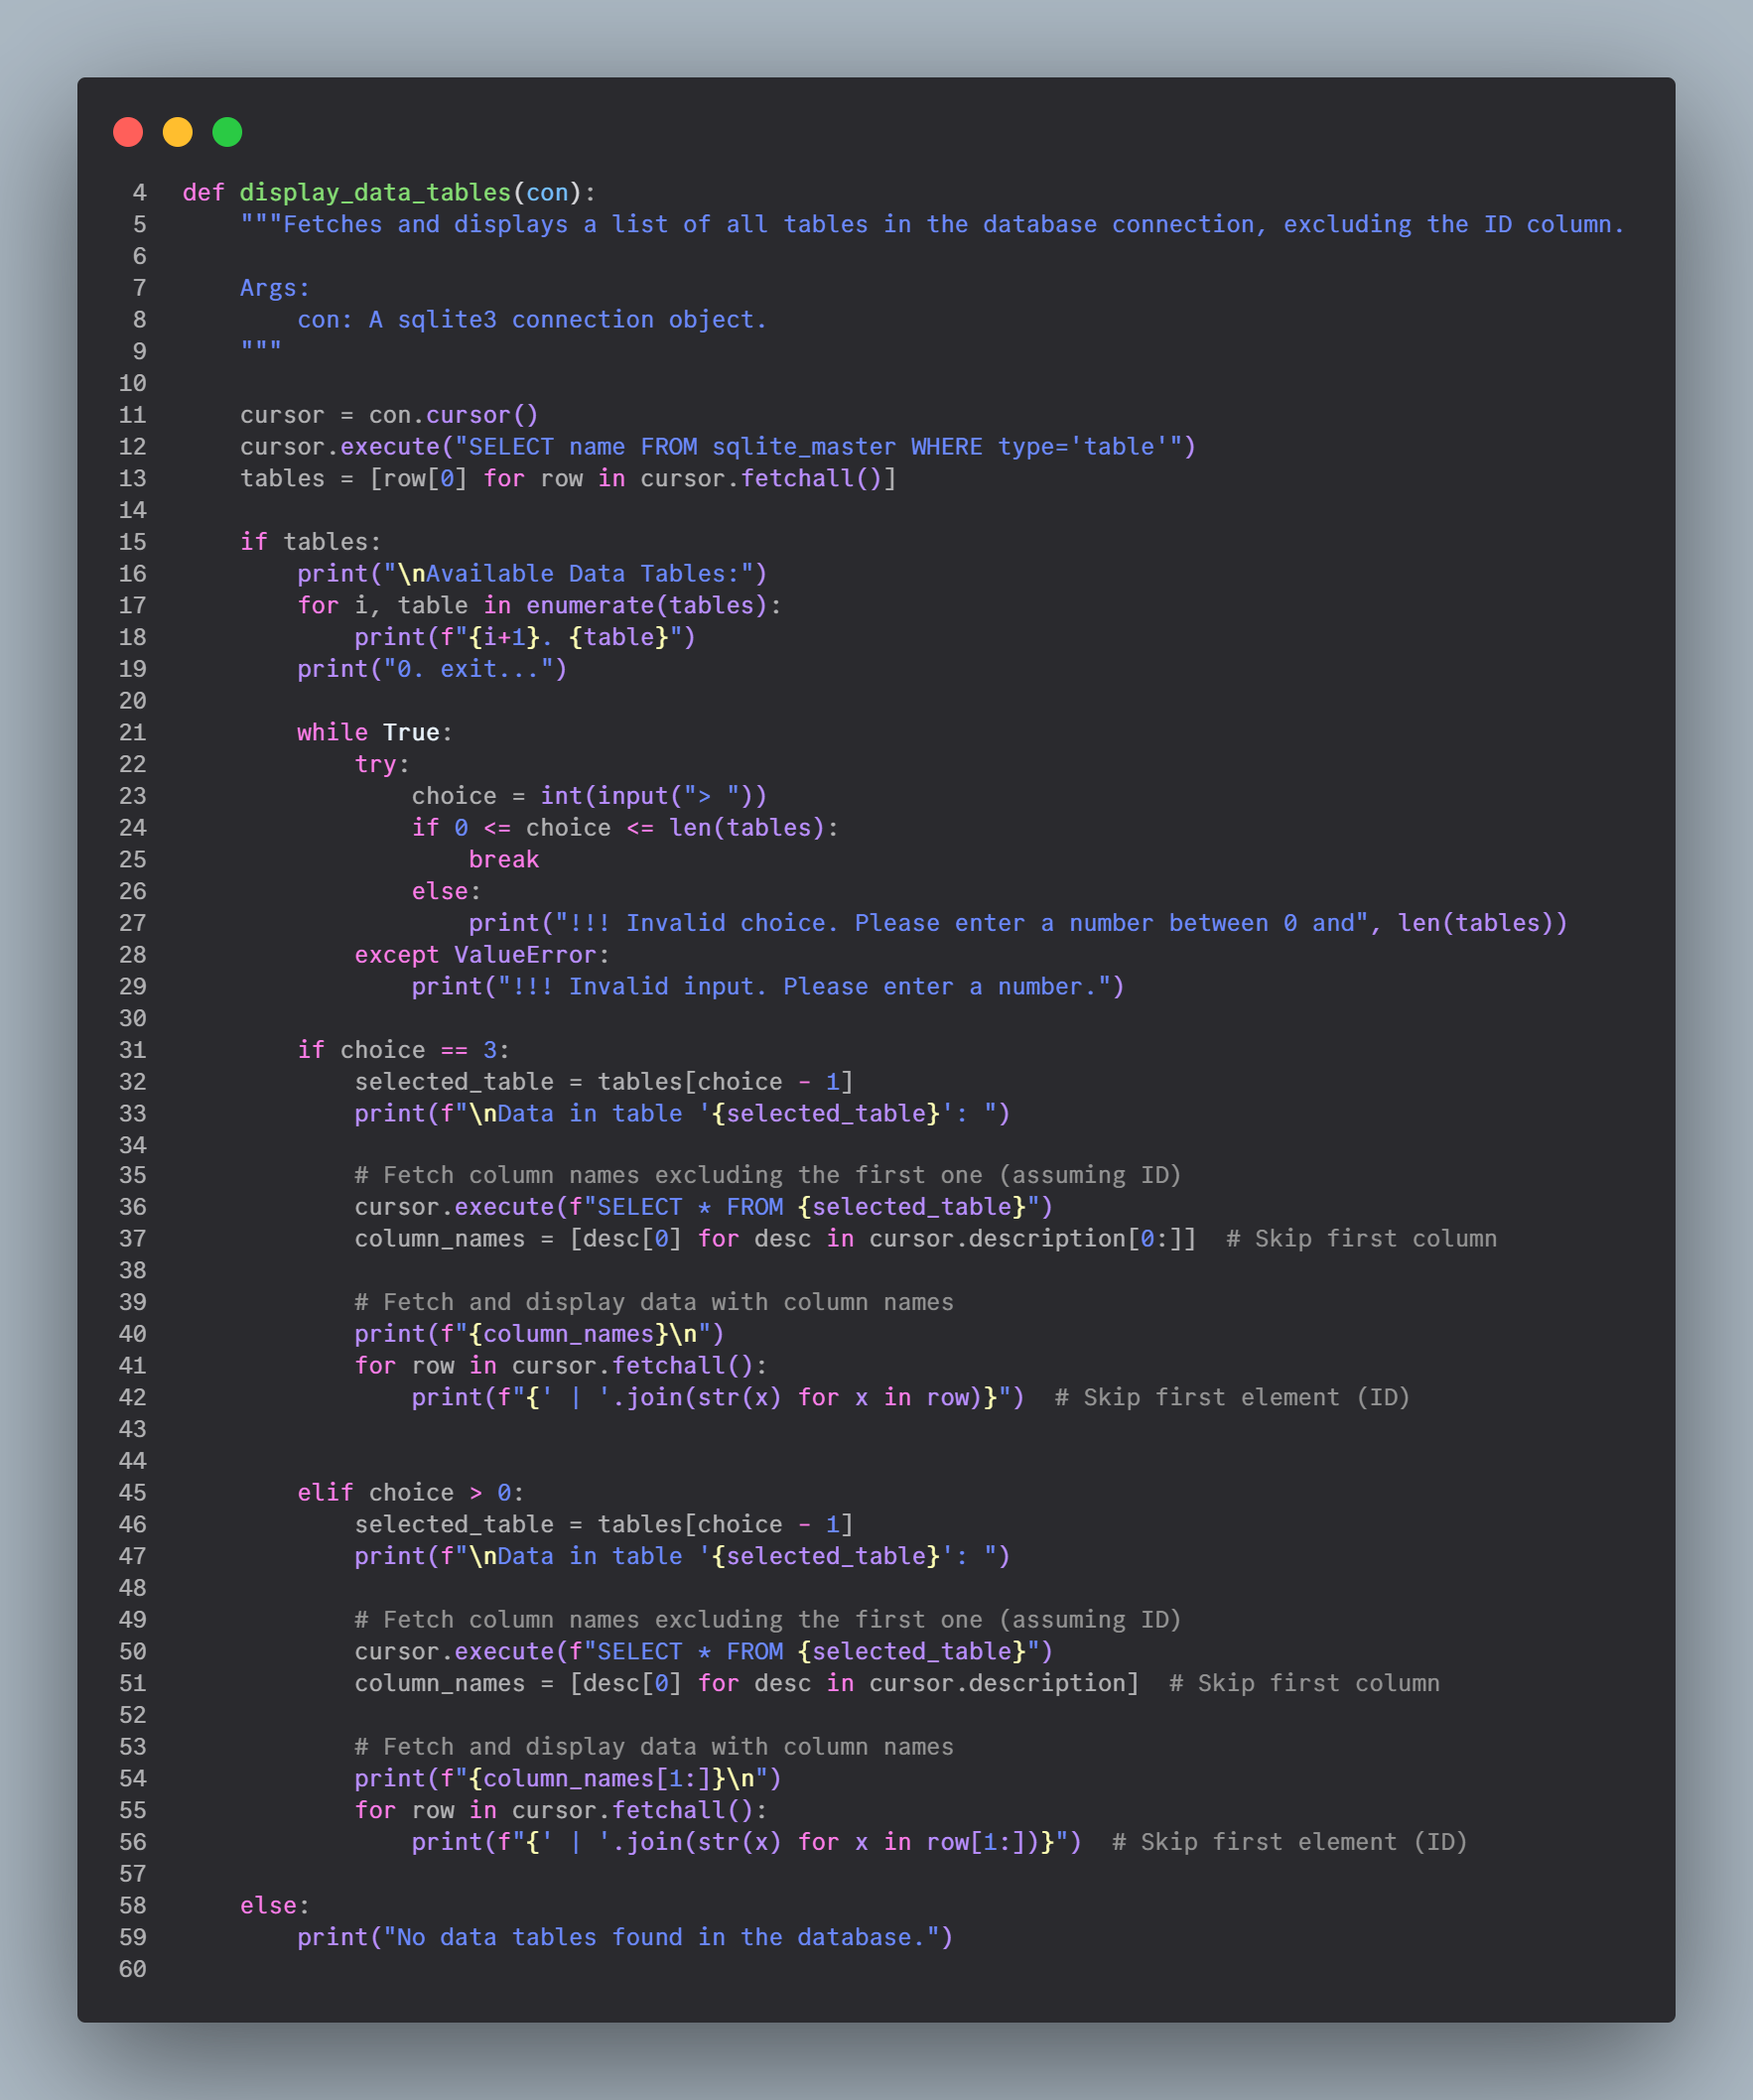 4 def display_data_tables(con):
5     """Fetches and displays a list of all tables in the database connection, excluding the ID column.
6
7     Args:
8         con: A sqlite3 connection object.
9     """
10
11     cursor = con.cursor()
12     cursor.execute("SELECT name FROM sqlite_master WHERE type='table'")
13     tables = [row[0] for row in cursor.fetchall()]
14
15     if tables:
16         print("\nAvailable Data Tables:")
17         for i, table in enumerate(tables):
18             print(f"{i+1}. {table}")
19         print("0. exit...")
20
21         while True:
22             try:
23                 choice = int(input("> "))
24                 if 0 <= choice <= len(tables):
25                     break
26                 else:
27                     print("!!! Invalid choice. Please enter a number between 0 and", len(tables))
28             except ValueError:
29                 print("!!! Invalid input. Please enter a number.")
30
31         if choice == 3:
32             selected_table = tables[choice - 1]
33             print(f"\nData in table '{selected_table}': ")
34
35             # Fetch column names excluding the first one (assuming ID)
36             cursor.execute(f"SELECT * FROM {selected_table}")
37             column_names = [desc[0] for desc in cursor.description[0:]]  # Skip first column
38
39             # Fetch and display data with column names
40             print(f"{column_names}\n")
41             for row in cursor.fetchall():
42                 print(f"{' | '.join(str(x) for x in row)}")  # Skip first element (ID)
43
44
45         elif choice > 0:
46             selected_table = tables[choice - 1]
47             print(f"\nData in table '{selected_table}': ")
48
49             # Fetch column names excluding the first one (assuming ID)
50             cursor.execute(f"SELECT * FROM {selected_table}")
51             column_names = [desc[0] for desc in cursor.description]  # Skip first column
52
53             # Fetch and display data with column names
54             print(f"{column_names[1:]}\n")
55             for row in cursor.fetchall():
56                 print(f"{' | '.join(str(x) for x in row[1:])}")  # Skip first element (ID)
57
58     else:
59         print("No data tables found in the database.")
60